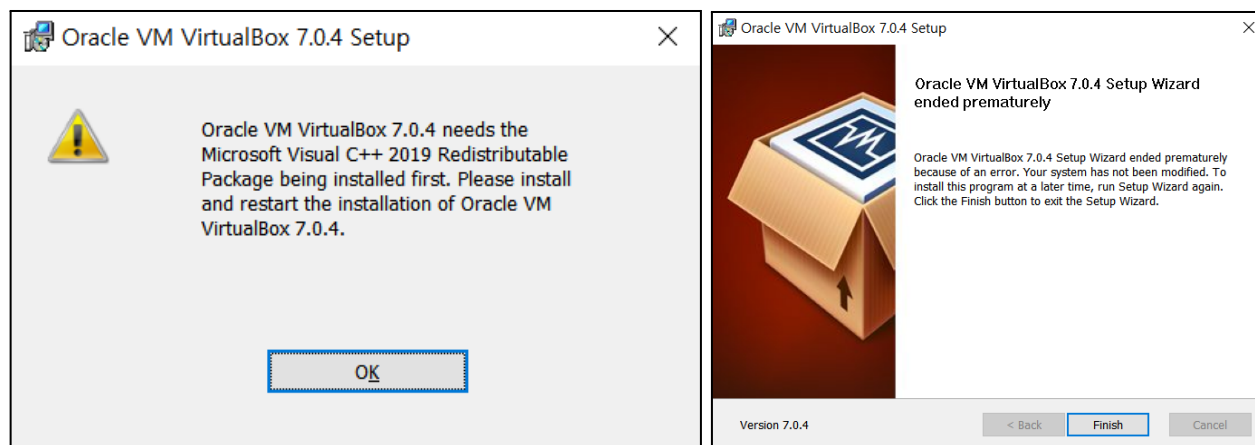 Oracle VM VirtualBox 7.0.4 Setup
Oracle VM VirtualBox 7.0.4 needs the
Microsoft Visual C++ 2019 Redistributable
Package being installed first. Please install
and restart the installation of Oracle VM
VirtualBox 7.0.4.
OK
Oracle VM VirtualBox 7.0.4 Setup
Oracle VM VirtualBox 7.0.4 Setup Wizard
ended prematurely
Oracle VM VirtualBox 7.0.4 Setup Wizard ended prematurely
because of an error. Your system has not been modified. To
install this program at a later time, run Setup Wizard again.
Click the Finish button to exit the Setup Wizard.
Version 7.0.4
< Back
Finish
Cancel